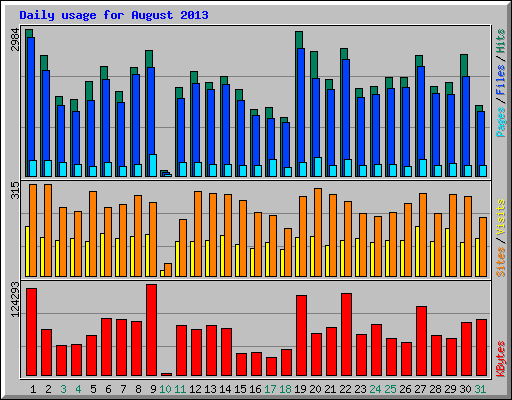 Daily usage for August 2013
2984
Pages / Files / Hits
315
Sites / Visits
124293
KBytes
1 2 3 4 5 6 7 8 9 10 11 12 13 14 15 16 17 18 19 20 21 22 23 24 25 26 27 28 29 30 31